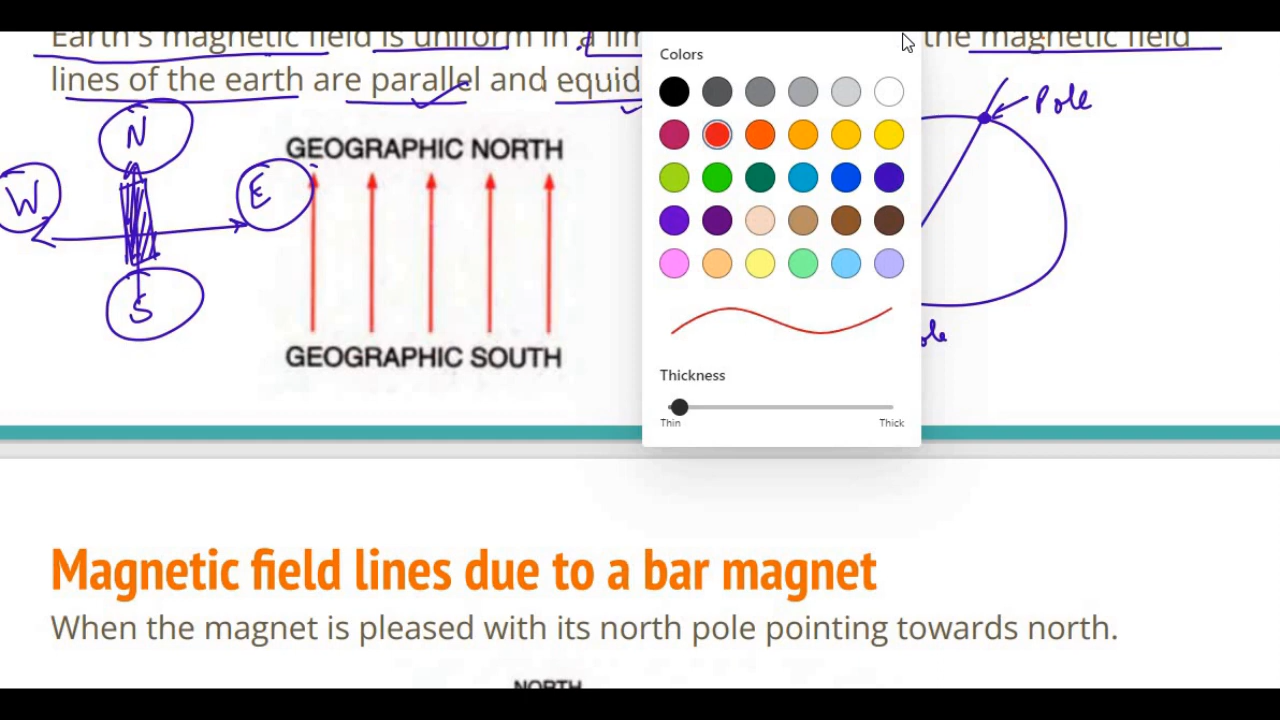 Earth's magnetic field is uniform in a lim
the magnetic field
lines of the earth are parallel and equid
N
W
E
S
GEOGRAPHIC NORTH
GEOGRAPHIC SOUTH
Colors
Thickness
Thin
Thick
Pole
ole
Magnetic field lines due to a bar magnet
When the magnet is pleased with its north pole pointing towards north.
NORTH